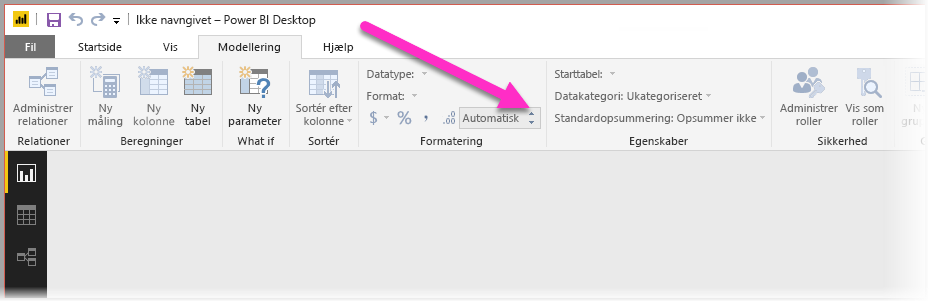 Ikke navngivet – Power BI Desktop
Fil Startside Vis Modellering Hjælp
Administrer
relationer
Relationer
Ny
måling
Ny
kolonne
Ny
tabel
Beregninger
Ny
parameter
What if
Sortér efter
kolonne
Sortér
Datatype:
Format:
$ % , .00 Automatisk
Formatering
Starttabel:
Datakategori: Ukategoriseret
Standardopsummering: Opsummer ikke
Egenskaber
Administrer
roller
Vis som
roller
Sikkerhed